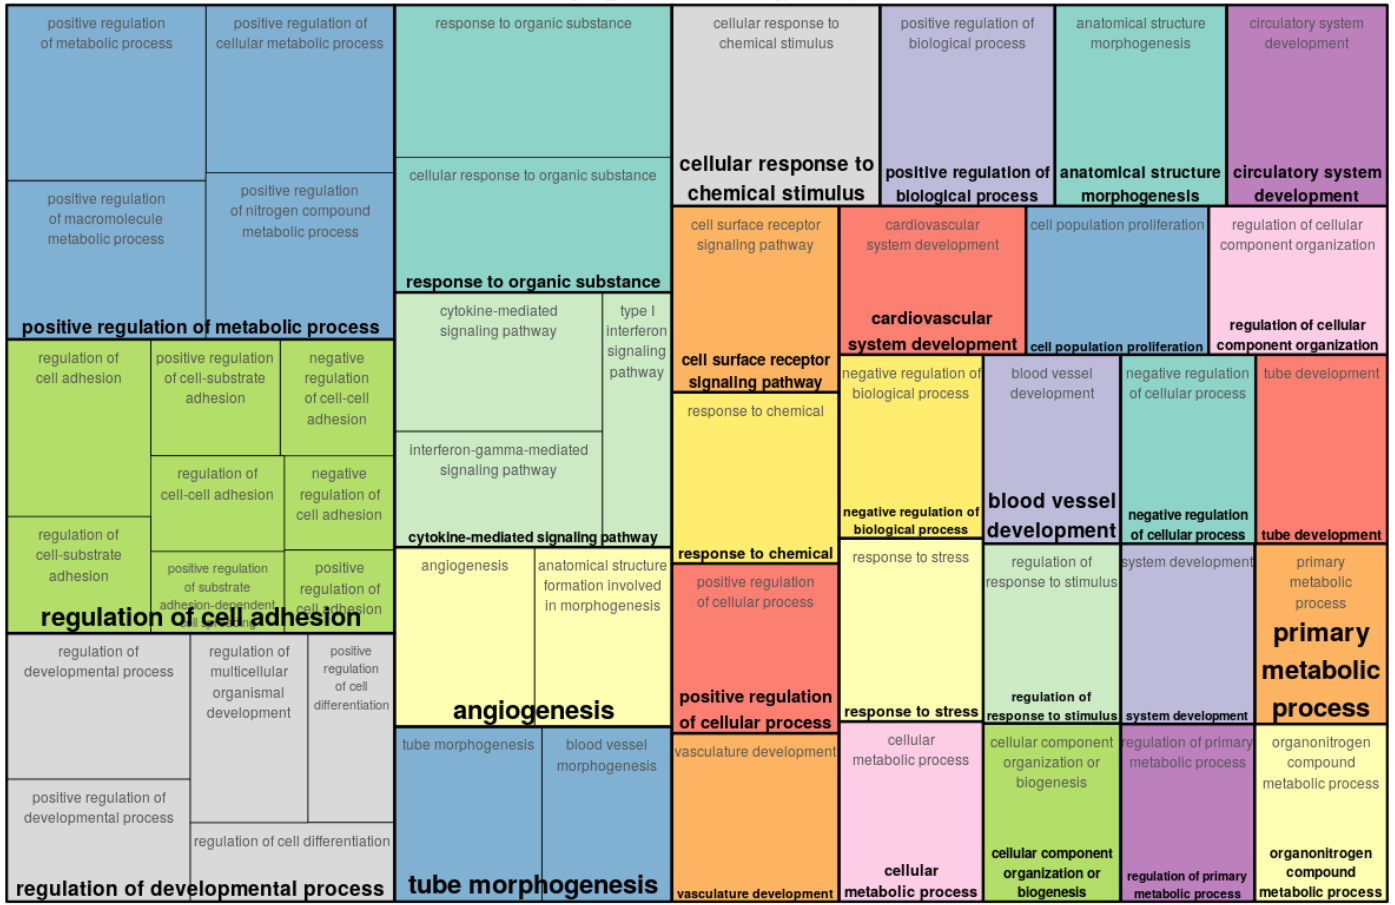 positive regulation
of metabolic process
positive regulation of
cellular metabolic process
positive regulation
of macromolecule
metabolic process
positive regulation
of nitrogen compound
metabolic process
positive regulation of metabolic process
regulation of
cell adhesion
positive regulation
of cell-substrate
adhesion
negative
regulation
of cell-cell
adhesion
regulation of
cell-cell adhesion
negative
regulation of
cell adhesion
regulation of
cell-substrate
adhesion
positive regulation
of substrate
adhesion-dependent
cell spreading
positive
regulation of
cell adhesion
regulation of cell adhesion
regulation of
developmental process
regulation of
multicellular
organismal
development
positive
regulation
of cell
differentiation
positive regulation of
developmental process
regulation of cell differentiation
regulation of developmental process
response to organic substance
cellular response to organic substance
response to organic substance
cytokine-mediated
signaling pathway
type I
interferon
signaling
pathway
interferon-gamma-mediated
signaling pathway
cytokine-mediated signaling pathway
angiogenesis
anatomical structure
formation involved
in morphogenesis
angiogenesis
tube morphogenesis
blood vessel
morphogenesis
tube morphogenesis
cellular response to
chemical stimulus
cellular response to
chemical stimulus
positive regulation of
biological process
positive regulation of
biological process
anatomical structure
morphogenesis
anatomical structure
morphogenesis
circulatory system
development
circulatory system
development
cell surface receptor
signaling pathway
cell surface receptor
signaling pathway
cardiovascular
system development
cardiovascular
system development
cell population proliferation
cell population proliferation
regulation of cellular
component organization
regulation of cellular
component organization
response to chemical
response to chemical
negative regulation of
biological process
negative regulation of
biological process
blood vessel
development
blood vessel
development
negative regulation
of cellular process
negative regulation
of cellular process
tube development
tube development
positive regulation
of cellular process
positive regulation
of cellular process
response to stress
response to stress
regulation of
response to stimulus
regulation of
response to stimulus
system development
system development
primary
metabolic
process
primary
metabolic
process
vasculature development
vasculature development
cellular
metabolic process
cellular
metabolic process
cellular component
organization or
biogenesis
cellular component
organization or
biogenesis
regulation of primary
metabolic process
regulation of primary
metabolic process
organonitrogen
compound
metabolic process
organonitrogen
compound
metabolic process